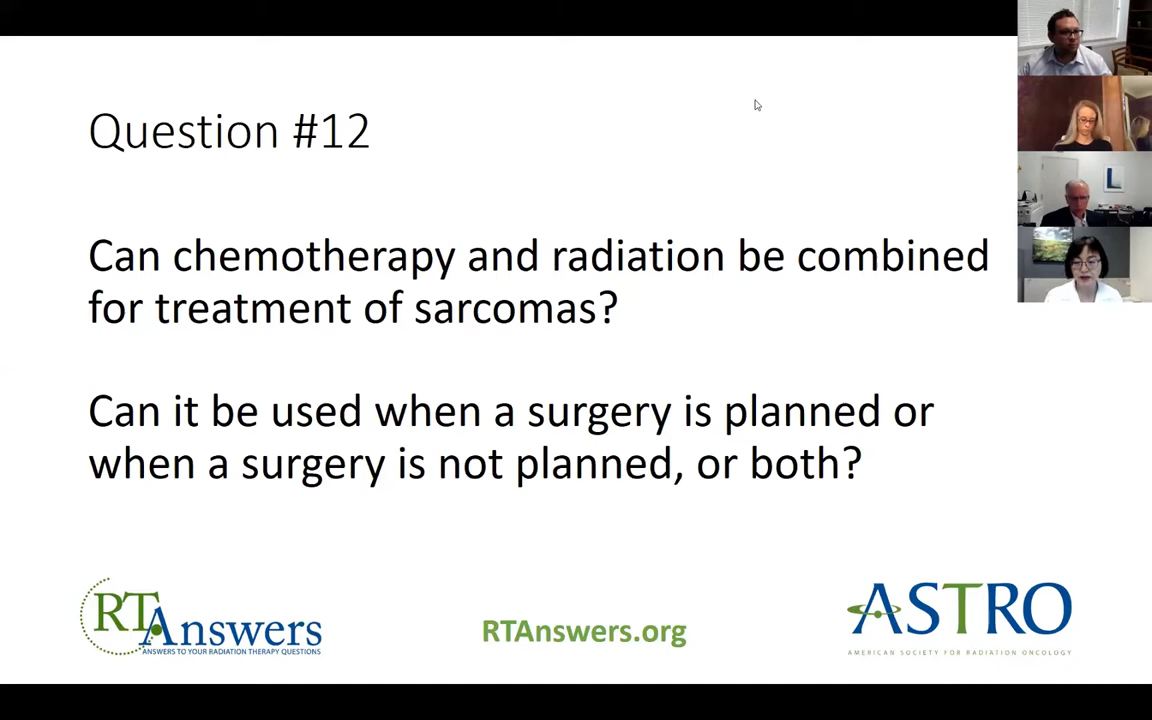 Question #12
Can chemotherapy and radiation be combined
for treatment of sarcomas?
Can it be used when a surgery is planned or
when a surgery is not planned, or both?
RTAnswers
ANSWERS TO YOUR RADIATION THERAPY QUESTIONS
RTAnswers.org
ASTRO
AMERICAN SOCIETY FOR RADIATION ONCOLOGY